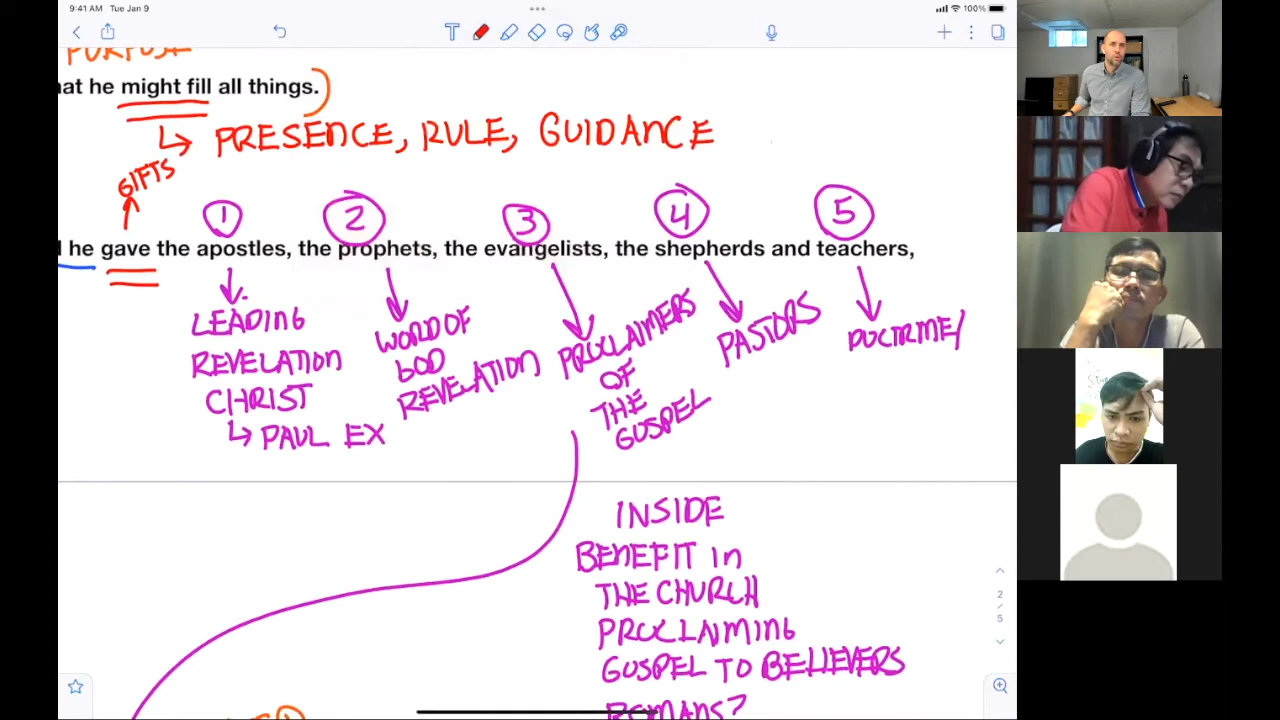 9:41 AM Tue Jan 9
100%
PURPOSE
hat he might fill all things.)
↳ PRESENCE, RULE, GUIDANCE
GIFTS
1 2 3 4 5
d he gave the apostles, the prophets, the evangelists, the shepherds and teachers,
LEADING
REVELATION
CHRIST
↳ PAUL EX
WORD OF
GOD
REVELATION
PROCLAIMERS
OF
THE
GOSPEL
PASTORS
DOCTRINE/
INSIDE
BENEFIT in
THE CHURCH
PROCLAIMING
GOSPEL TO BELIEVERS
ROMANS?
2
/
5